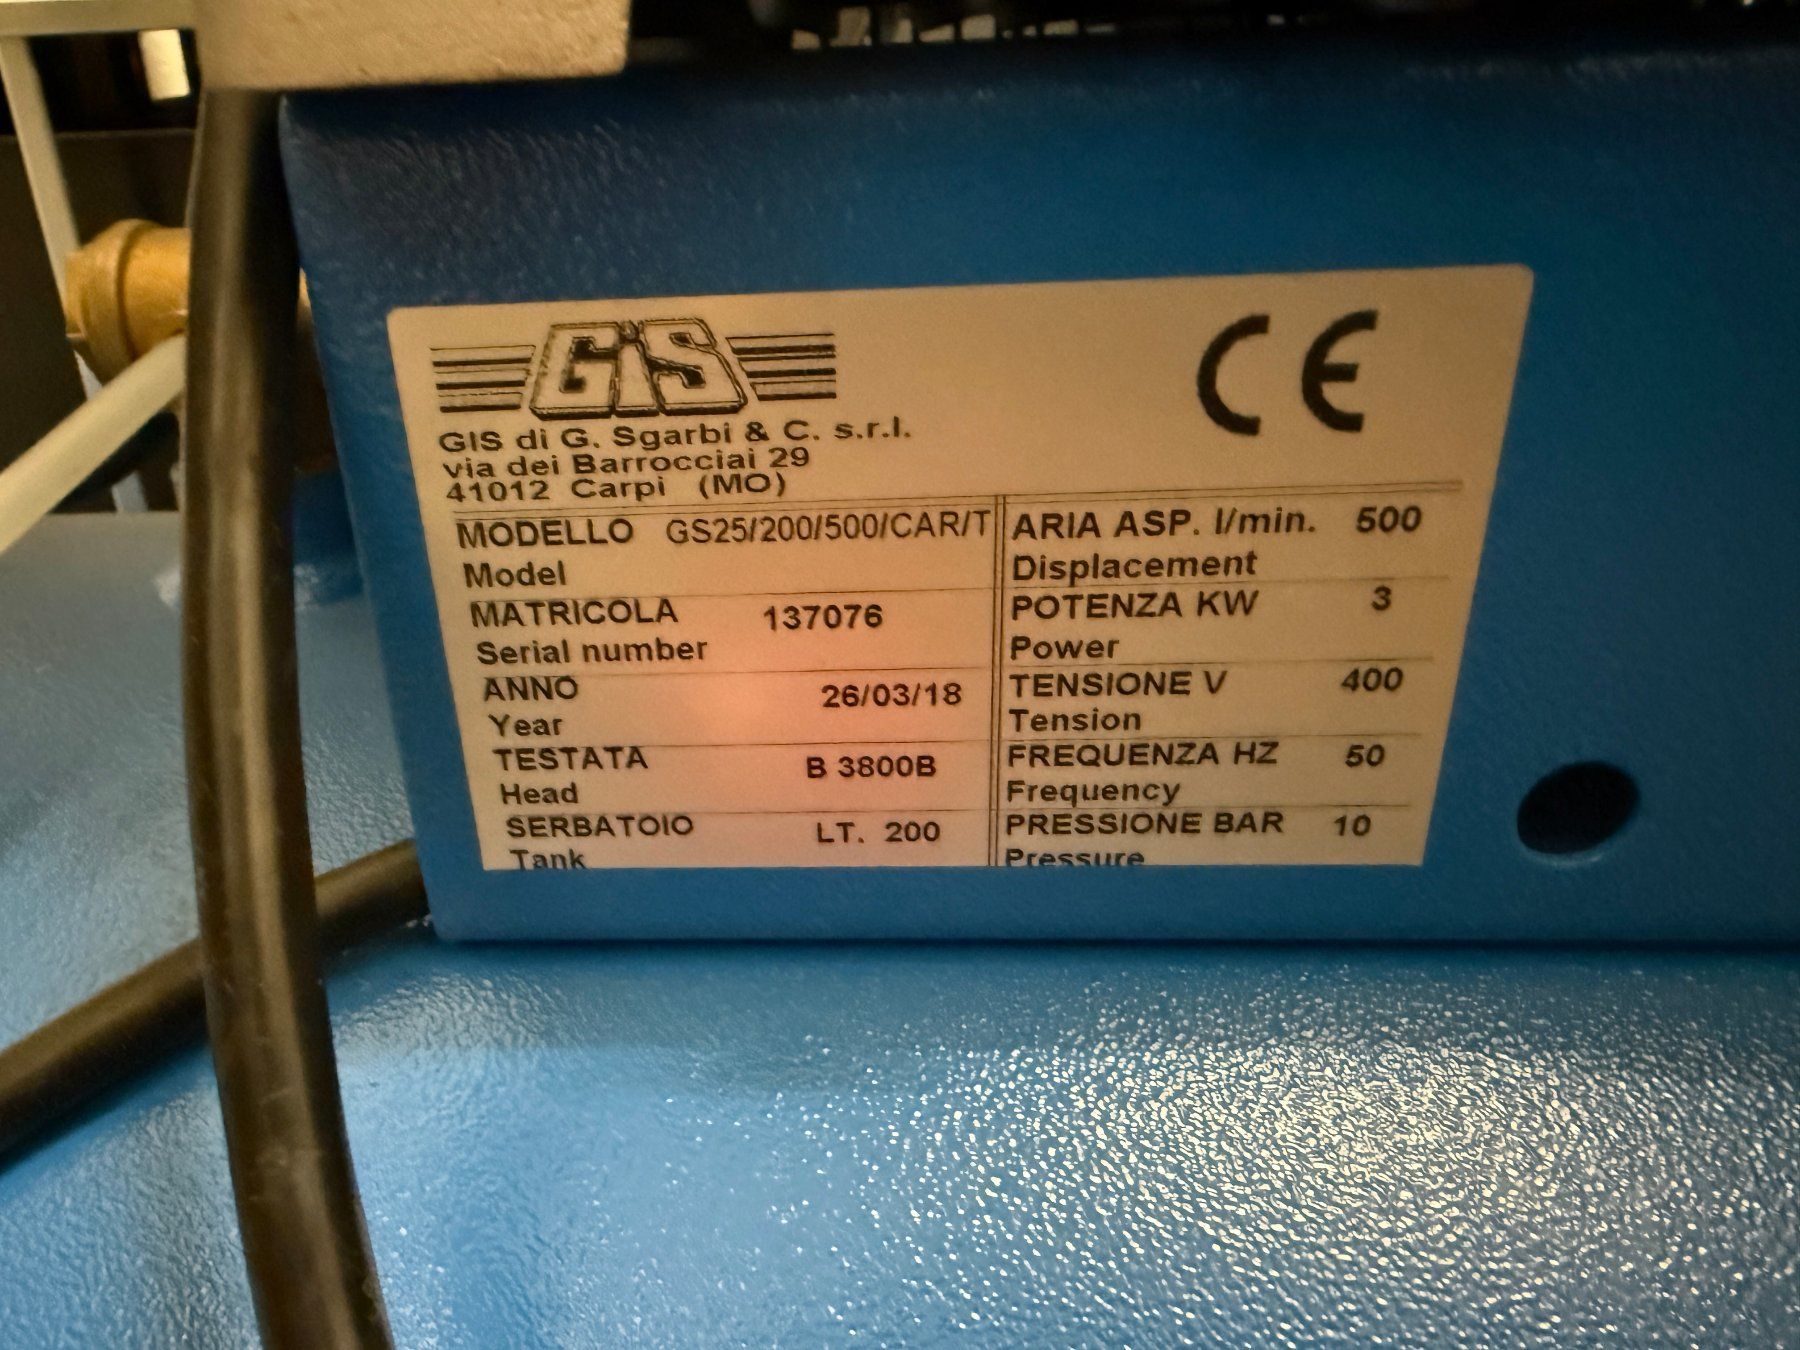 GIS
CE
GIS di G. Sgarbi & C. s.r.l.
via dei Barrocciai 29
41012 Carpi (MO)
MODELLO GS25/200/500/CAR/T
Model
MATRICOLA 137076
Serial number
ANNO 26/03/18
Year
TESTATA B 3800B
Head
SERBATOIO LT. 200
Tank
ARIA ASP. l/min. 500
Displacement
POTENZA KW 3
Power
TENSIONE V 400
Tension
FREQUENZA HZ 50
Frequency
PRESSIONE BAR 10
Pressure